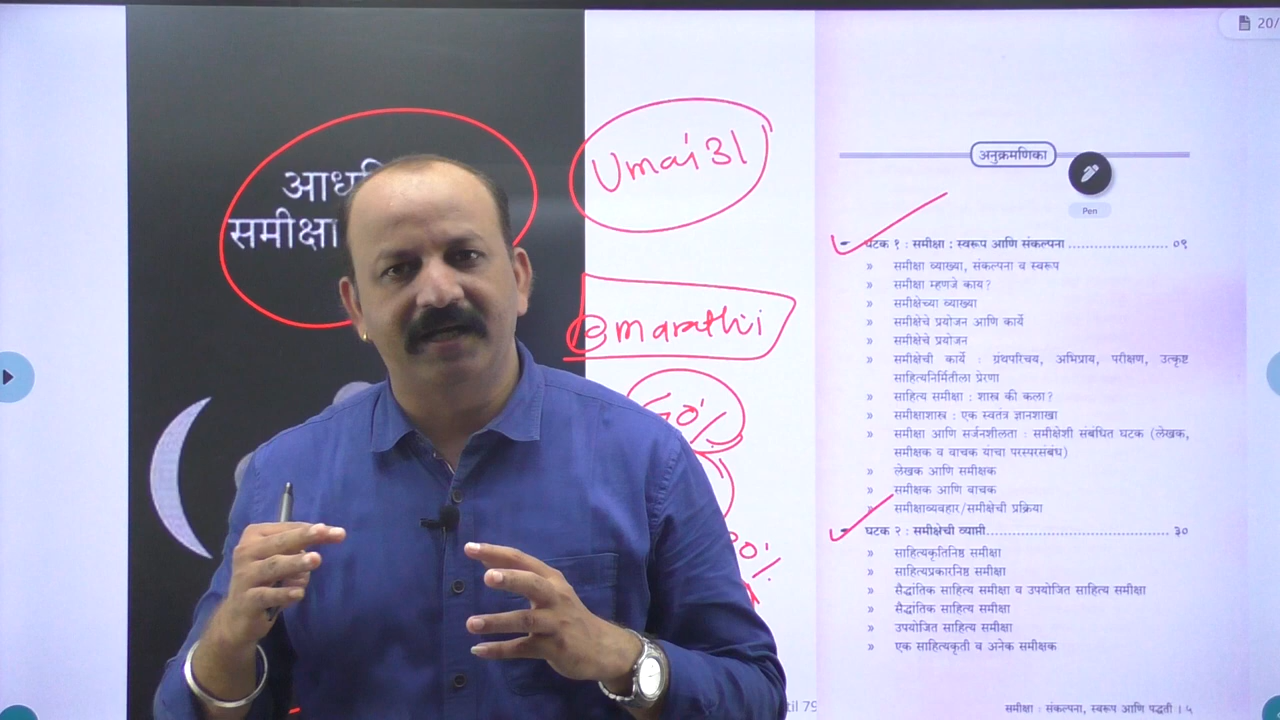 20/
समीक्षा
Umai 31
@marathi
60%
til 79
अनुक्रमणिका
Pen
घटक १ : समीक्षा : स्वरूप आणि संकल्पना ........................ ०९
» समीक्षा व्याख्या, संकल्पना व स्वरूप
» समीक्षा म्हणजे काय?
» समीक्षेच्या व्याख्या
» समीक्षेचे प्रयोजन आणि कार्ये
» समीक्षेचे प्रयोजन
» समीक्षेची कार्ये : ग्रंथपरिचय, अभिप्राय, परीक्षण, उत्कृष्ट
साहित्यनिर्मितीला प्रेरणा
» साहित्य समीक्षा : शास्त्र की कला?
» समीक्षाशास्त्र : एक स्वतंत्र ज्ञानशाखा
» समीक्षा आणि सर्जनशीलता : समीक्षेशी संबंधित घटक (लेखक,
समीक्षक व वाचक यांचा परस्परसंबंध)
» लेखक आणि समीक्षक
» समीक्षक आणि वाचक
» समीक्षाव्यवहार/समीक्षेची प्रक्रिया
घटक २ : समीक्षेची व्याप्ती............................................ ३०
» साहित्यकृतिनिष्ठ समीक्षा
» साहित्यप्रकारनिष्ठ समीक्षा
» सैद्धांतिक साहित्य समीक्षा व उपयोजित साहित्य समीक्षा
» सैद्धांतिक साहित्य समीक्षा
» उपयोजित साहित्य समीक्षा
» एक साहित्यकृती व अनेक समीक्षक
समीक्षा : संकल्पना, स्वरूप आणि पद्धती । ५